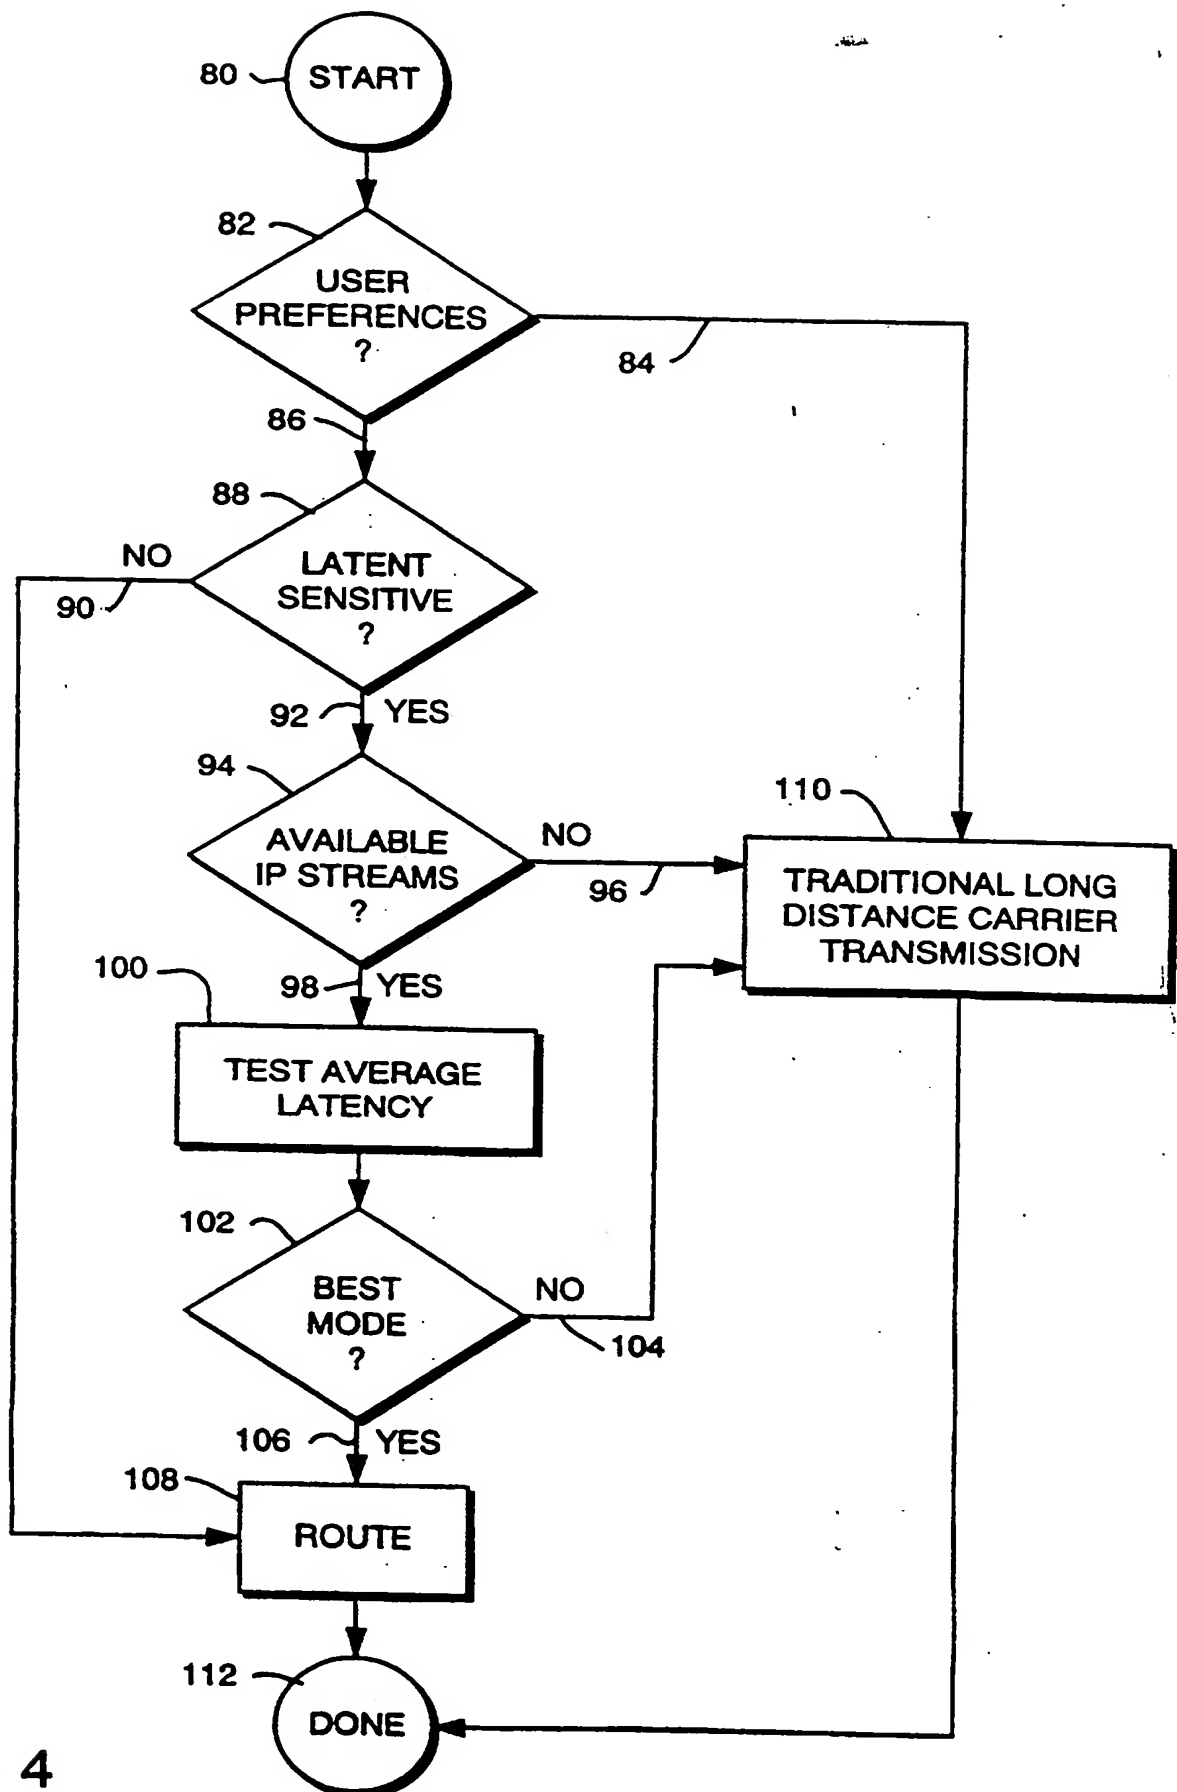 80
START
82
USER
PREFERENCES
?
84
86
88
NO
LATENT
SENSITIVE
?
90
92
YES
94
110
AVAILABLE
IP STREAMS
?
NO
96
TRADITIONAL LONG
DISTANCE CARRIER
TRANSMISSION
100
98
YES
TEST AVERAGE
LATENCY
102
BEST
MODE
?
NO
104
106
YES
108
ROUTE
112
DONE
4